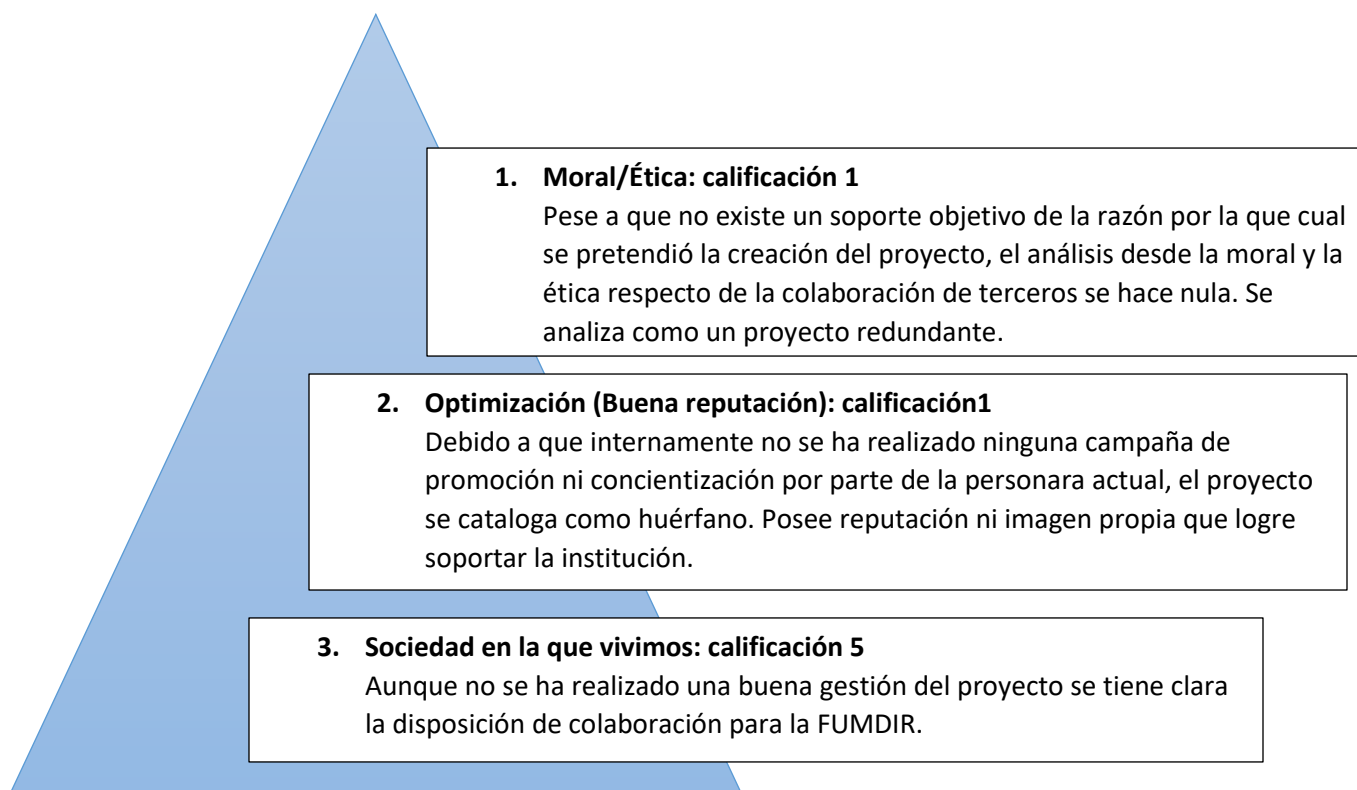 1. Moral/Ética: calificación 1
Pese a que no existe un soporte objetivo de la razón por la que cual
se pretendió la creación del proyecto, el análisis desde la moral y la
ética respecto de la colaboración de terceros se hace nula. Se
analiza como un proyecto redundante.
2. Optimización (Buena reputación): calificación1
Debido a que internamente no se ha realizado ninguna campaña de
promoción ni concientización por parte de la personara actual, el proyecto
se cataloga como huérfano. Posee reputación ni imagen propia que logre
soportar la institución.
3. Sociedad en la que vivimos: calificación 5
Aunque no se ha realizado una buena gestión del proyecto se tiene clara
la disposición de colaboración para la FUMDIR.